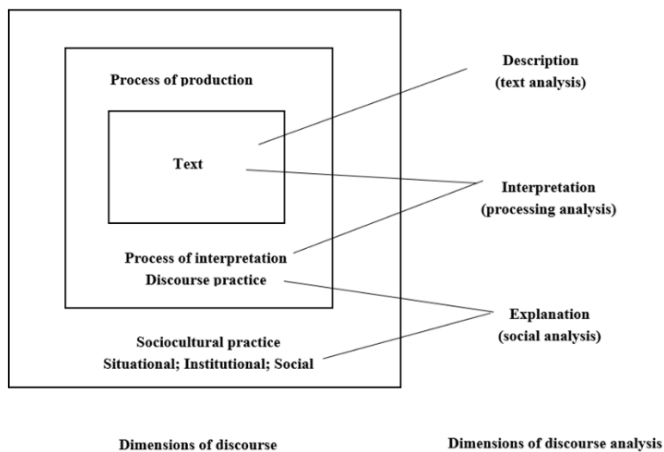 Process of production
Text
Process of interpretation
Discourse practice
Sociocultural practice
Situational; Institutional; Social
Dimensions of discourse
Description
(text analysis)
Interpretation
(processing analysis)
Explanation
(social analysis)
Dimensions of discourse analysis